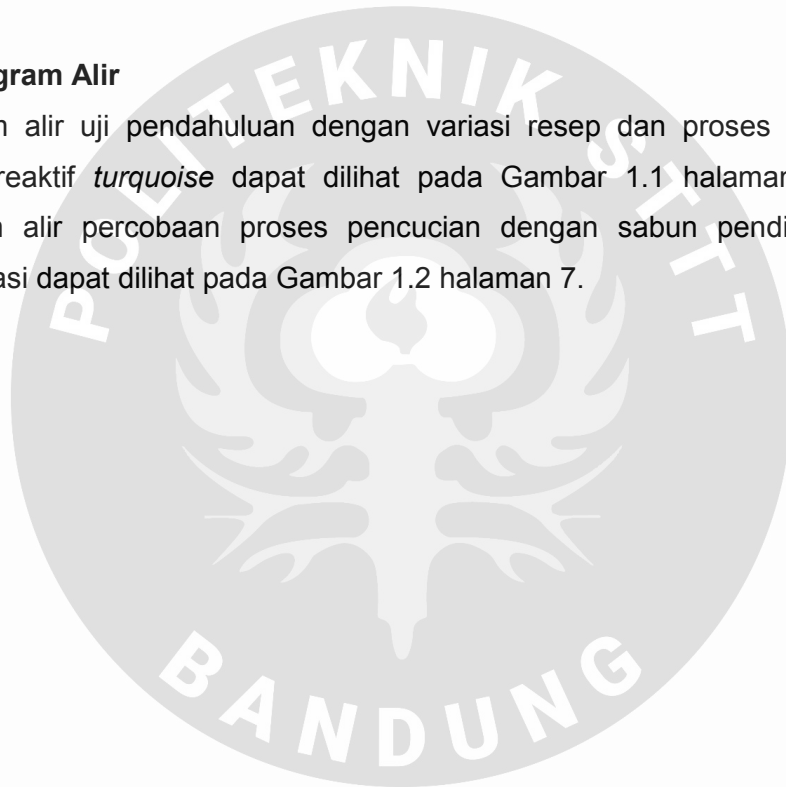 gram Alir
n alir uji pendahuluan dengan variasi resep dan proses
reaktif turquoise dapat dilihat pada Gambar 1.1 halaman
n alir percobaan proses pencucian dengan sabun pendi
asi dapat dilihat pada Gambar 1.2 halaman 7.
POLITEKNIK STTT
BANDUNG